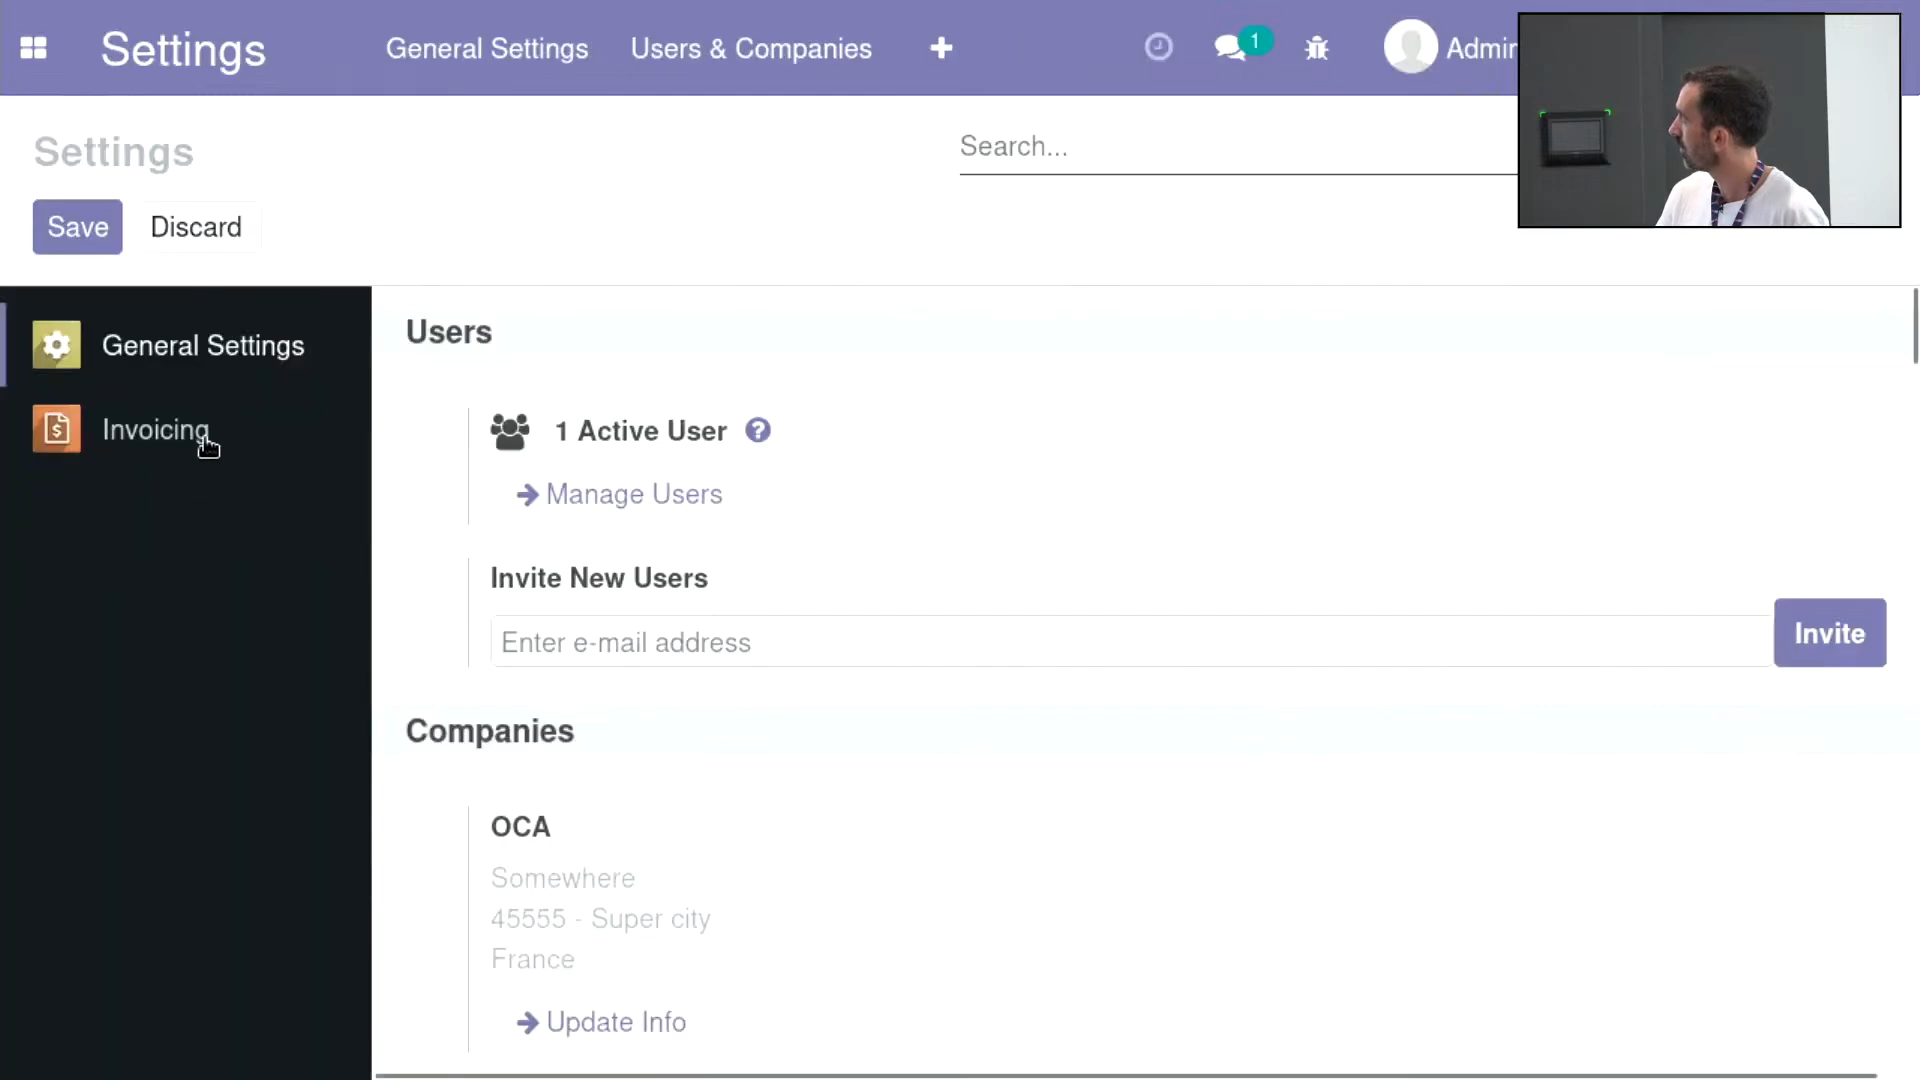 Settings
General Settings
Users & Companies
1
Settings
Search...
Save
Discard
General Settings
Invoicing
Users
1 Active User
Manage Users
Invite New Users
Enter e-mail address
Invite
Companies
OCA
Somewhere
45555 - Super city
France
Update Info